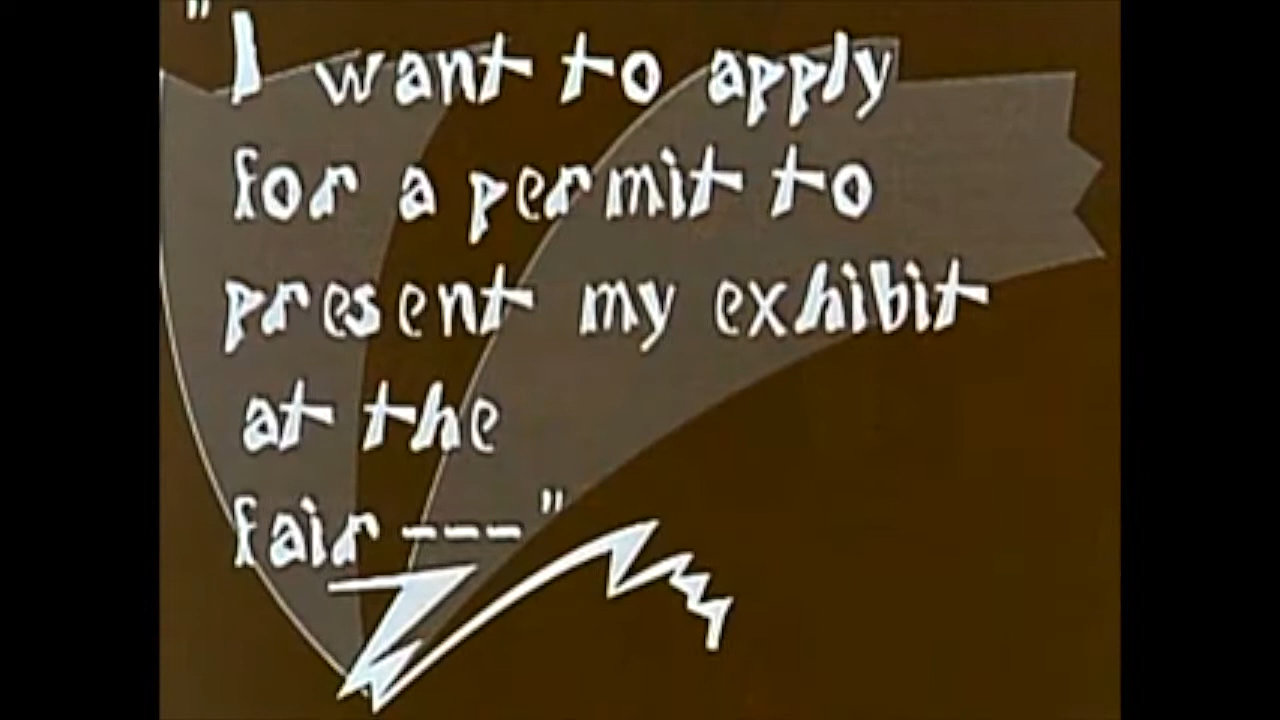 "I want to apply
for a permit to
present my exhibit
at the
fair ---"